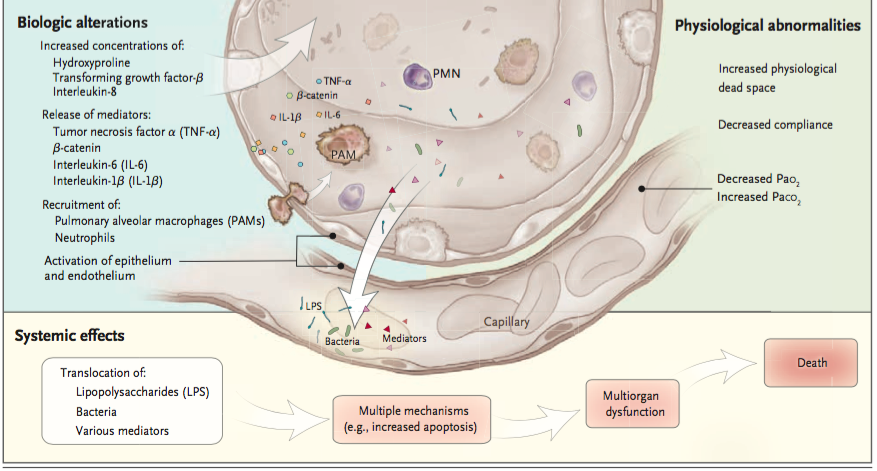 Biologic alterations
Increased concentrations of:
Hydroxyproline
Transforming growth factor-β
Interleukin-8
Release of mediators:
Tumor necrosis factor α (TNF-α)
β-catenin
Interleukin-6 (IL-6)
Interleukin-1β (IL-1β)
Recruitment of:
Pulmonary alveolar macrophages (PAMs)
Neutrophils
Activation of epithelium
and endothelium
TNF-α
β-catenin
IL-1β
IL-6
PMN
PAM
LPS
Bacteria
Mediators
Capillary
Physiological abnormalities
Increased physiological
dead space
Decreased compliance
Decreased Pao₂
Increased Paco₂
Systemic effects
Translocation of:
Lipopolysaccharides (LPS)
Bacteria
Various mediators
Multiple mechanisms
(e.g., increased apoptosis)
Multiorgan
dysfunction
Death